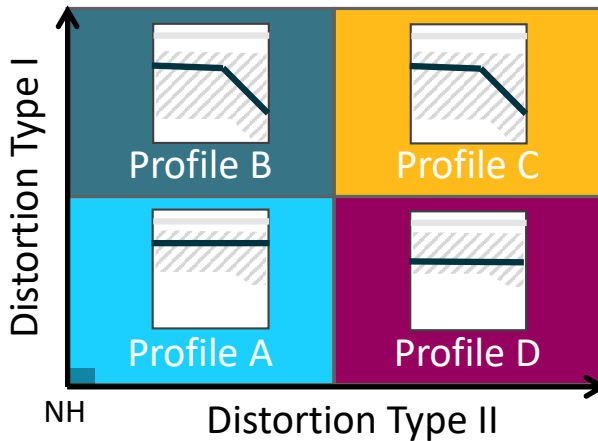 Distortion Type I
Profile B
Profile C
Profile A
Profile D
NH
Distortion Type II